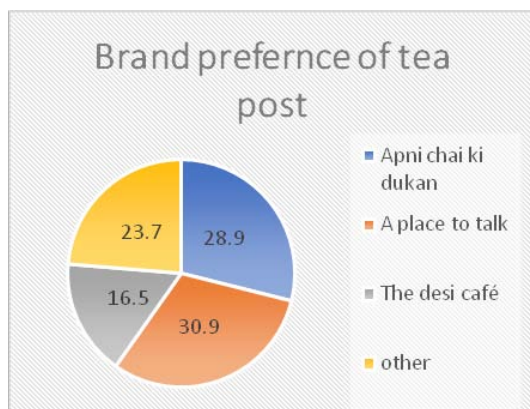 Brand prefernce of tea
post
23.7
28.9
16.5
30.9
Apni chai ki
dukan
A place to talk
The desi café
other